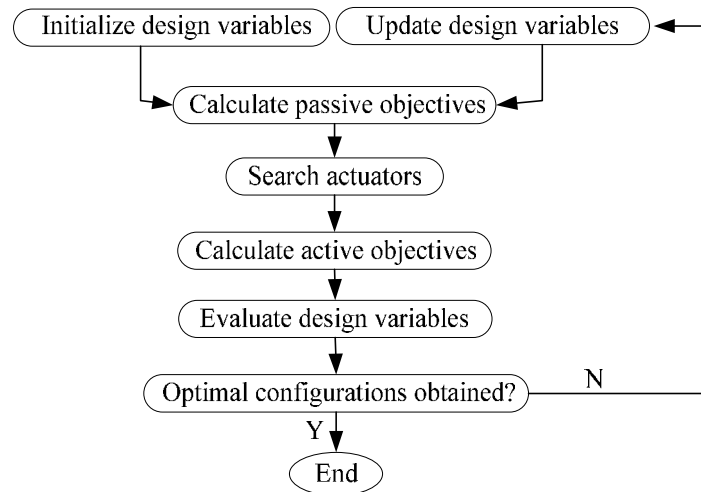 Initialize design variables
Update design variables
Calculate passive objectives
Search actuators
Calculate active objectives
Evaluate design variables
Optimal configurations obtained?
N
Y
End